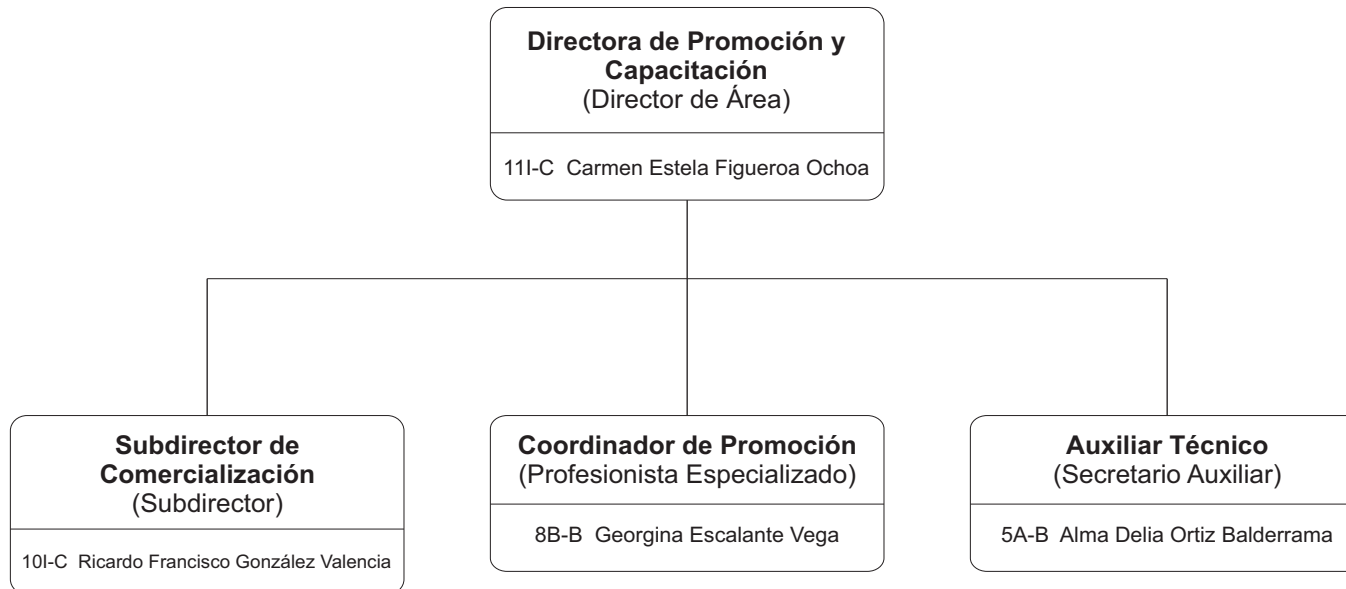 Directora de Promoción y
Capacitación
(Director de Área)
11I-C Carmen Estela Figueroa Ochoa
Subdirector de
Comercialización
(Subdirector)
10I-C Ricardo Francisco González Valencia
Coordinador de Promoción
(Profesionista Especializado)
8B-B Georgina Escalante Vega
Auxiliar Técnico
(Secretario Auxiliar)
5A-B Alma Delia Ortiz Balderrama